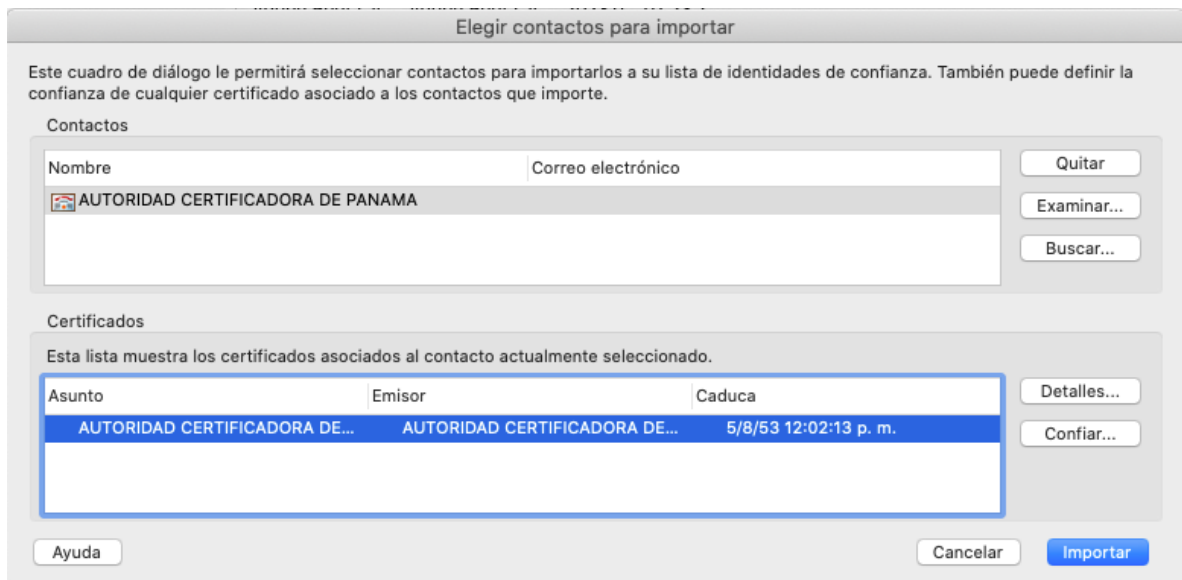 Elegir contactos para importar
Este cuadro de diálogo le permitirá seleccionar contactos para importarlos a su lista de identidades de confianza. También puede definir la
confianza de cualquier certificado asociado a los contactos que importe.
Contactos
Nombre Correo electrónico
AUTORIDAD CERTIFICADORA DE PANAMA
Quitar
Examinar...
Buscar...
Certificados
Esta lista muestra los certificados asociados al contacto actualmente seleccionado.
Asunto Emisor Caduca
AUTORIDAD CERTIFICADORA DE... AUTORIDAD CERTIFICADORA DE... 5/8/53 12:02:13 p. m.
Detalles...
Confiar...
Ayuda Cancelar Importar